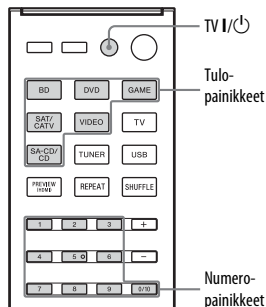 TV I/⏻
Tulo-
painikkeet
BD DVD GAME
SAT/
CATV VIDEO TV
SA-CD/
CD TUNER USB
PREVIEW
(HDMI) REPEAT SHUFFLE
1 2 3 +
4 5 6 –
7 8 9 0/10
Numero-
painikkeet